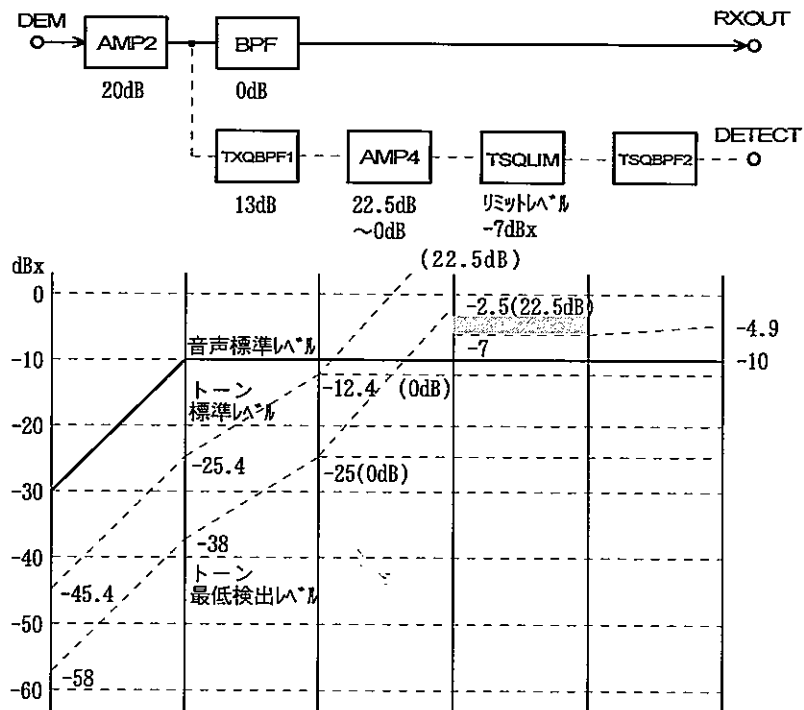 DEM
RXOUT
AMP2
BPF
20dB
0dB
DETECT
TXQBPF1
AMP4
TSQLIM
TSQBPF2
13dB
22.5dB
~0dB
リミットレベル
-7dBx
dBx
(22.5dB)
0
-2.5(22.5dB)
-4.9
音声標準レベル
-7
-10
-10
トーン
標準レベル
-12.4 (0dB)
-20
-25.4
-25(0dB)
-30
-38
-40
トーン
最低検出レベル
-45.4
-50
-58
-60